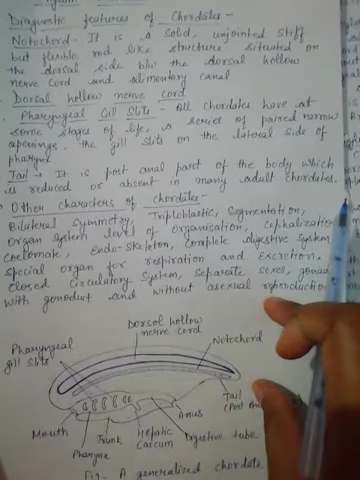 Diagnostic features of Chordates -
Notochord - It is a solid, unjointed stiff
but flexible rod like structure situated on
the dorsal side b/w the dorsal hollow
nerve cord and alimentary canal
Dorsal hollow nerve cord
Pharyngeal Gill Slits - All chordates have at
some stages of life, a series of paired narrow
openings. the gill slits on the lateral side of
pharynx.
Tail → It is post anal part of the body which
is reduced or absent in many adult chordates.
Other characters of chordates -
Bilateral symmetry, Triploblastic, Segmentation,
Organ System level of organisation, Cephalization
Coelomate, Endo-skeleton, Complete digestive System
Special organ for respiration and Excretion.
Closed Circulatory System, separate sexes, gonad
with gonoduct and without asexual reproduction
Dorsal hollow
nerve cord
Pharyngeal
gill slits
Notochord
Tail
(Post
Anus
Mouth
Trunk
Hepatic
Caecum
Digestive tube
Pharynx
Fig - A generalised chordate